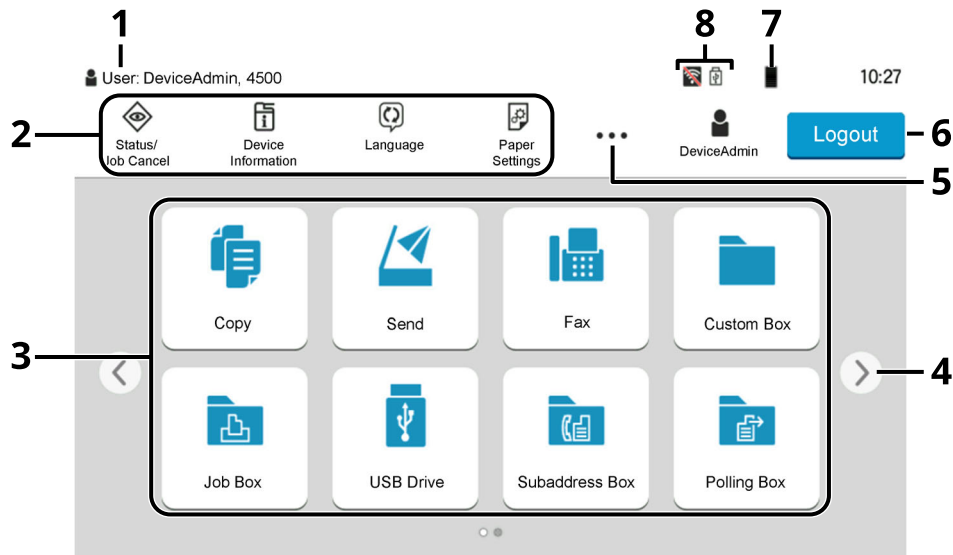 1
8
7
User: DeviceAdmin, 4500
10:27
2
Status/
Job Cancel
Device
Information
Language
Paper
Settings
DeviceAdmin
Logout
6
5
3
Copy
Send
Fax
Custom Box
4
Job Box
USB Drive
Subaddress Box
Polling Box